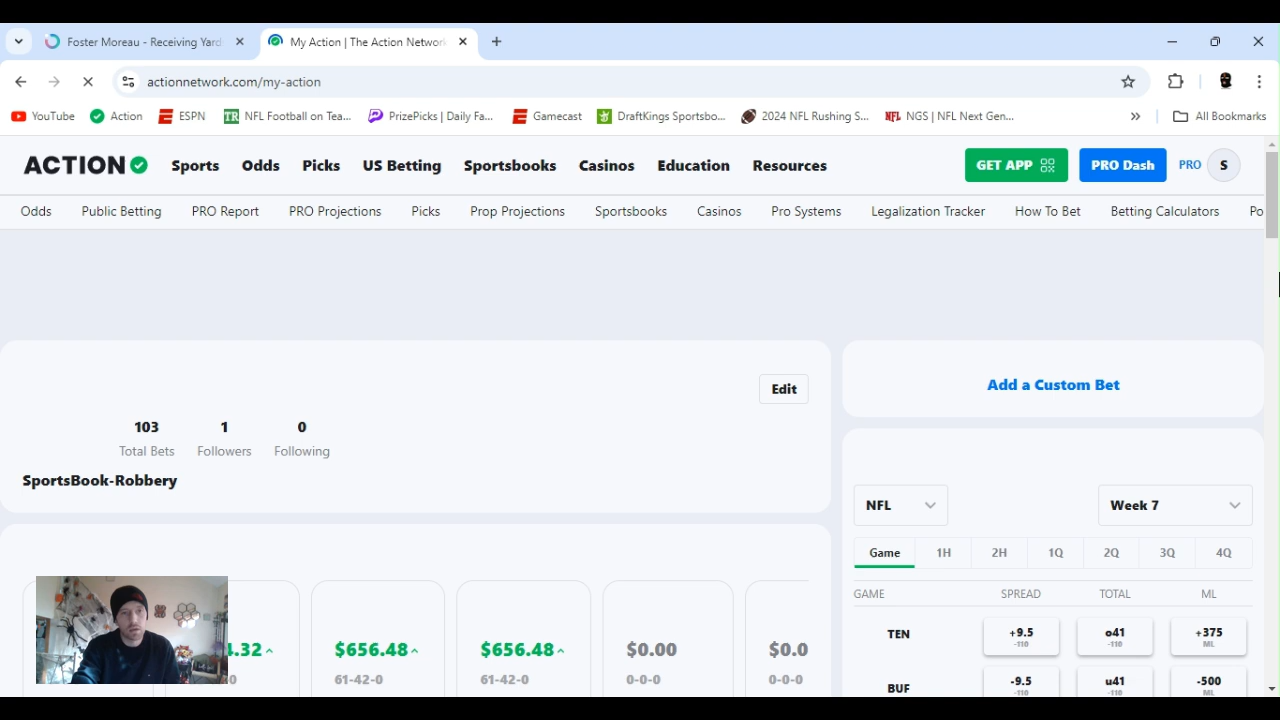 Foster Moreau - Receiving Yard
My Action | The Action Network
actionnetwork.com/my-action
YouTube
Action
ESPN
NFL Football on Tea...
PrizePicks | Daily Fa...
Gamecast
DraftKings Sportsbo...
2024 NFL Rushing S...
NGS | NFL Next Gen...
All Bookmarks
ACTION
Sports
Odds
Picks
US Betting
Sportsbooks
Casinos
Education
Resources
GET APP
PRO Dash
PRO
S
Odds
Public Betting
PRO Report
PRO Projections
Picks
Prop Projections
Sportsbooks
Casinos
Pro Systems
Legalization Tracker
How To Bet
Betting Calculators
Po
Edit
Add a Custom Bet
103
1
0
Total Bets
Followers
Following
SportsBook-Robbery
NFL
Week 7
Game
1H
2H
1Q
2Q
3Q
4Q
GAME
SPREAD
TOTAL
ML
TEN
+9.5
-110
o41
-110
+375
ML
BUF
-9.5
-110
u41
-110
-500
ML
4.32
0
$656.48
61-42-0
$656.48
61-42-0
$0.00
0-0-0
$0.0
0-0-0